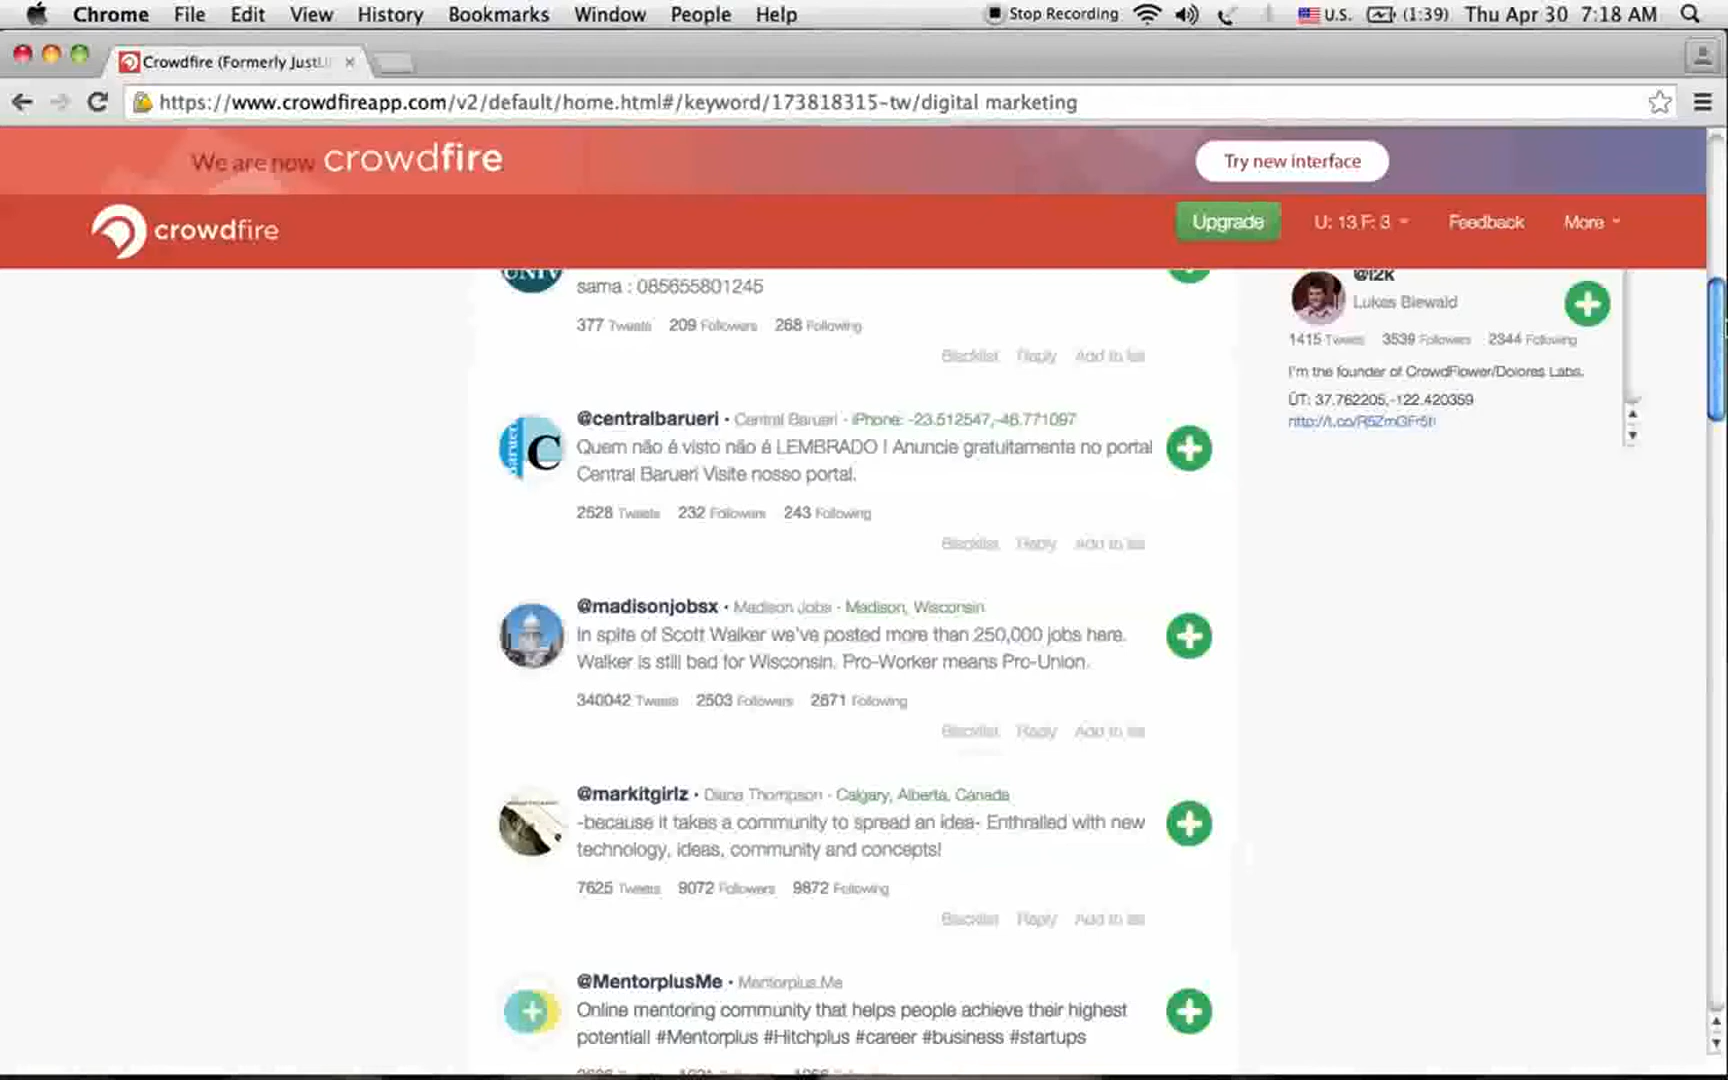 Chrome File Edit View History Bookmarks Window People Help Stop Recording U.S. (1:39) Thu Apr 30 7:18 AM
Crowdfire (Formerly JustU
https://www.crowdfireapp.com/v2/default/home.html#/keyword/173818315-tw/digital marketing
We are now crowdfire
Try new interface
crowdfire
Upgrade U: 13 F: 3 Feedback More
sama : 085655801245
377 Tweets 209 Followers 268 Following
Blacklist Reply Add to list
@centralbarueri · Central Barueri · iPhone: -23.512547,-46.771097
Quem não é visto não é LEMBRADO ! Anuncie gratuitamente no portal
Central Barueri Visite nosso portal.
2528 Tweets 232 Followers 243 Following
Blacklist Reply Add to list
@madisonjobsx · Madison Jobs · Madison, Wisconsin
In spite of Scott Walker we've posted more than 250,000 jobs here.
Walker is still bad for Wisconsin. Pro-Worker means Pro-Union.
340042 Tweets 2503 Followers 2671 Following
Blacklist Reply Add to list
@markitgirlz · Diana Thompson · Calgary, Alberta, Canada
-because it takes a community to spread an idea- Enthralled with new
technology, ideas, community and concepts!
7625 Tweets 9072 Followers 9872 Following
Blacklist Reply Add to list
@MentorplusMe · Mentorplus.Me
Online mentoring community that helps people achieve their highest
potential! #Mentorplus #Hitchplus #career #business #startups
@l2k
Lukas Biewald
1415 Tweets 3539 Followers 2344 Following
I'm the founder of CrowdFlower/Dolores Labs.
ÜT: 37.762205,-122.420359